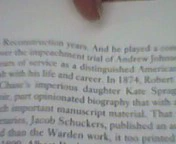 Reconstruction years. And he played a
over the impeachment trial of Andrew Johnson
years of service as a distinguished American
with his life and career. In 1874, Robert
Chase's imperious daughter Kate Sprag
part opinionated biography that with a
important manuscript material. That
Jacob Schuckers, published an
than the Warden work, it too printed